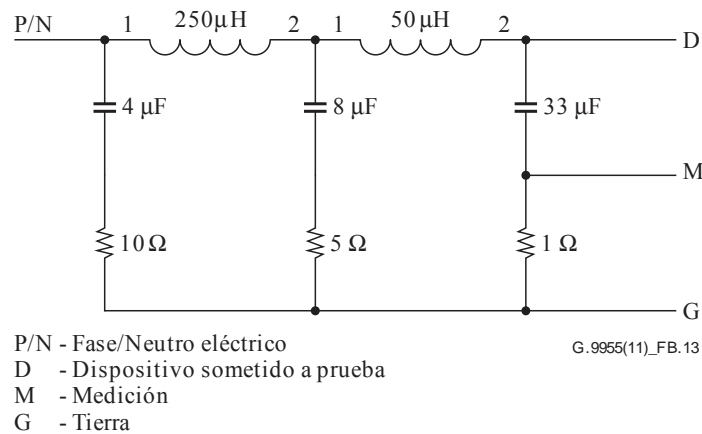 P/N 1 250µH 2 1 50µH 2 D
4 µF 8 µF 33 µF
M
10 Ω 5 Ω 1 Ω
G
P/N - Fase/Neutro eléctrico
G.9955(11)_FB.13
D - Dispositivo sometido a prueba
M - Medición
G - Tierra